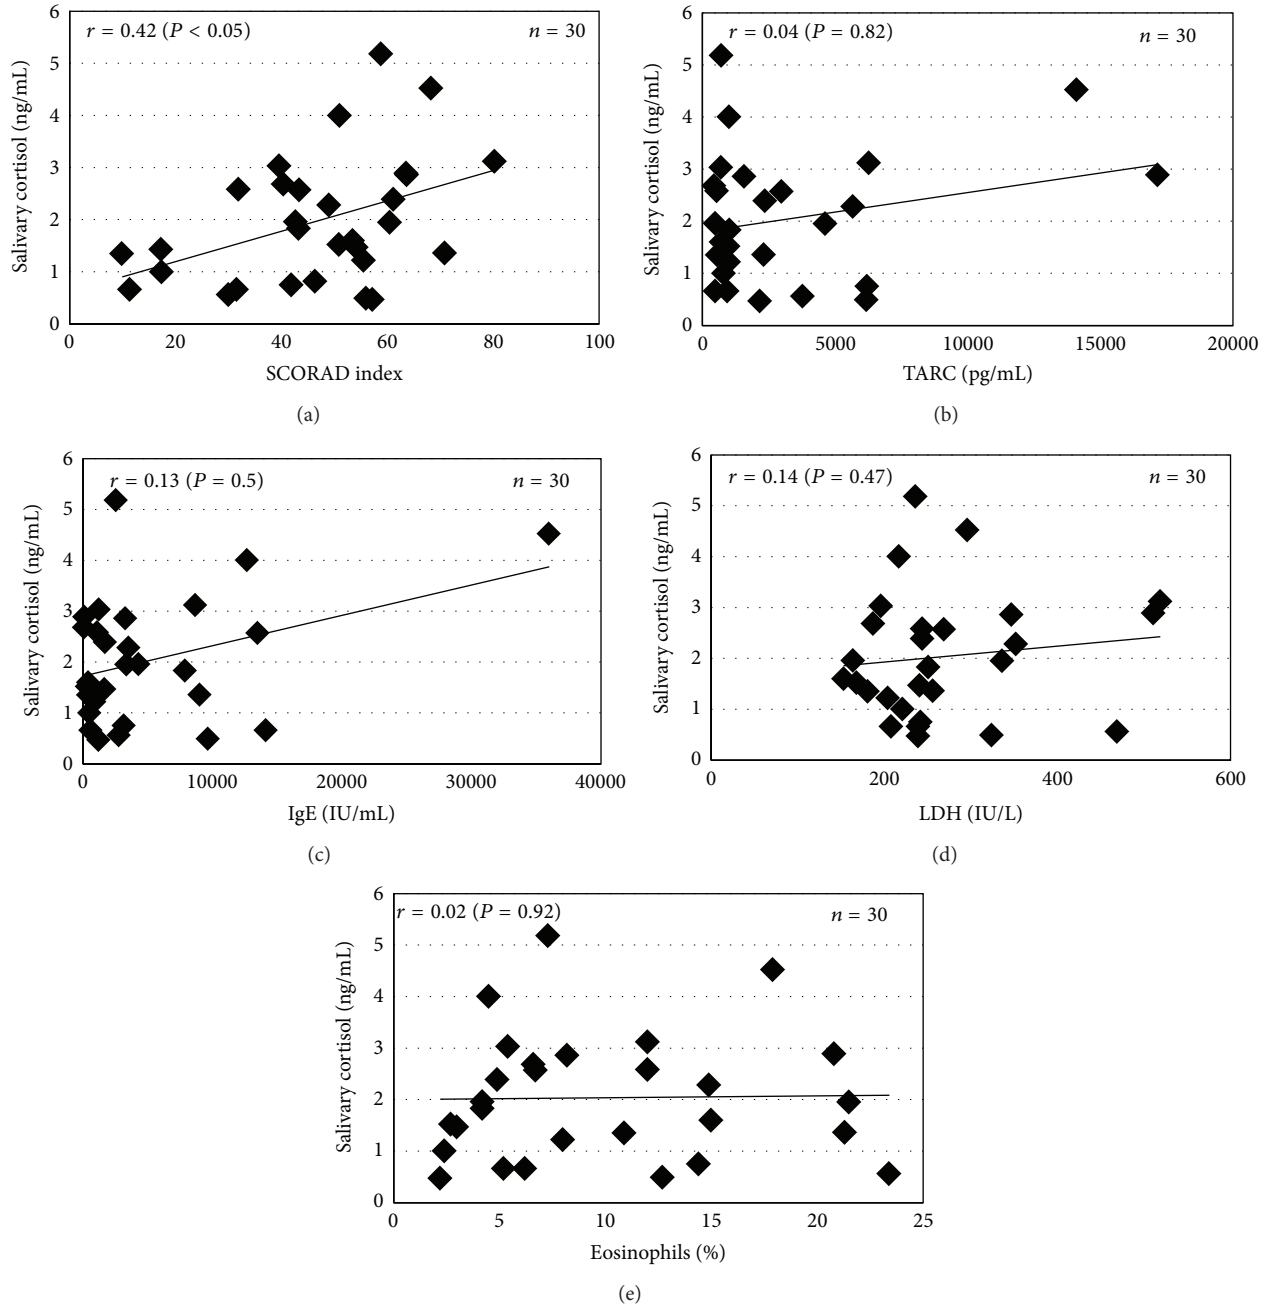 r = 0.42 (P < 0.05)
n = 30
Salivary cortisol (ng/mL)
6
5
4
3
2
1
0
0 20 40 60 80 100
SCORAD index
(a)
r = 0.04 (P = 0.82)
n = 30
Salivary cortisol (ng/mL)
6
5
4
3
2
1
0
0 5000 10000 15000 20000
TARC (pg/mL)
(b)
r = 0.13 (P = 0.5)
n = 30
Salivary cortisol (ng/mL)
6
5
4
3
2
1
0
0 10000 20000 30000 40000
IgE (IU/mL)
(c)
r = 0.14 (P = 0.47)
n = 30
Salivary cortisol (ng/mL)
6
5
4
3
2
1
0
0 200 400 600
LDH (IU/L)
(d)
r = 0.02 (P = 0.92)
n = 30
Salivary cortisol (ng/mL)
6
5
4
3
2
1
0
0 5 10 15 20 25
Eosinophils (%)
(e)